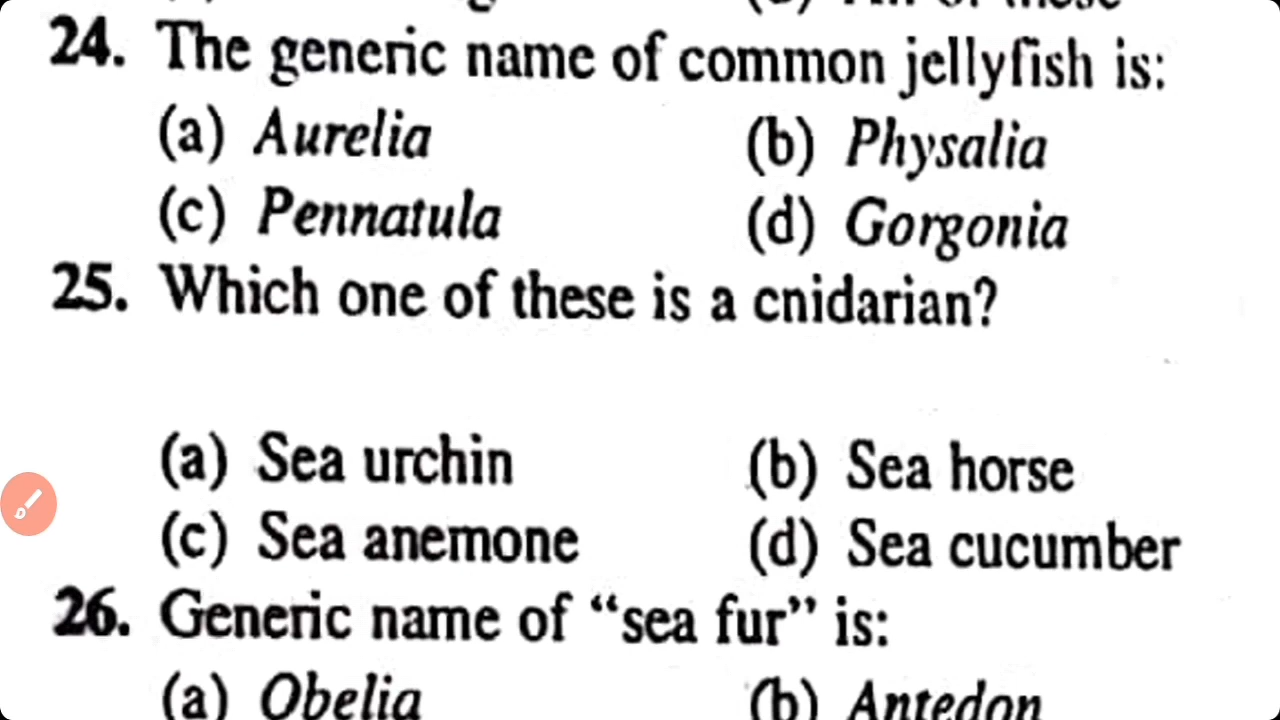 24. The generic name of common jellyfish is:
(a) Aurelia (b) Physalia
(c) Pennatula (d) Gorgonia
25. Which one of these is a cnidarian?
(a) Sea urchin (b) Sea horse
(c) Sea anemone (d) Sea cucumber
26. Generic name of “sea fur” is:
(a) Obelia (b) Antedon